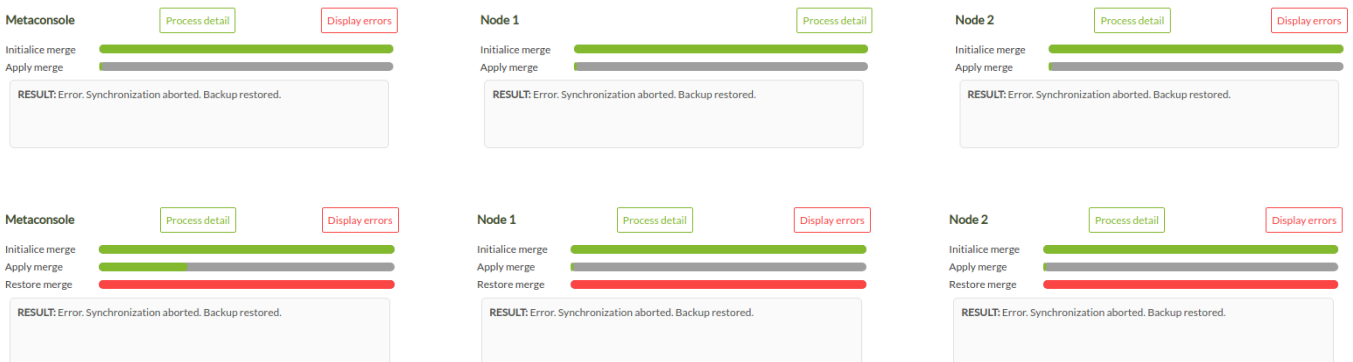 Metaconsole Process detail Display errors
Initialice merge
Apply merge
RESULT: Error. Synchronization aborted. Backup restored.
Node 1 Process detail
Initialice merge
Apply merge
RESULT: Error. Synchronization aborted. Backup restored.
Node 2 Process detail Display errors
Initialice merge
Apply merge
RESULT: Error. Synchronization aborted. Backup restored.
Metaconsole Process detail Display errors
Initialice merge
Apply merge
Restore merge
RESULT: Error. Synchronization aborted. Backup restored.
Node 1 Process detail Display errors
Initialice merge
Apply merge
Restore merge
RESULT: Error. Synchronization aborted. Backup restored.
Node 2 Process detail Display errors
Initialice merge
Apply merge
Restore merge
RESULT: Error. Synchronization aborted. Backup restored.